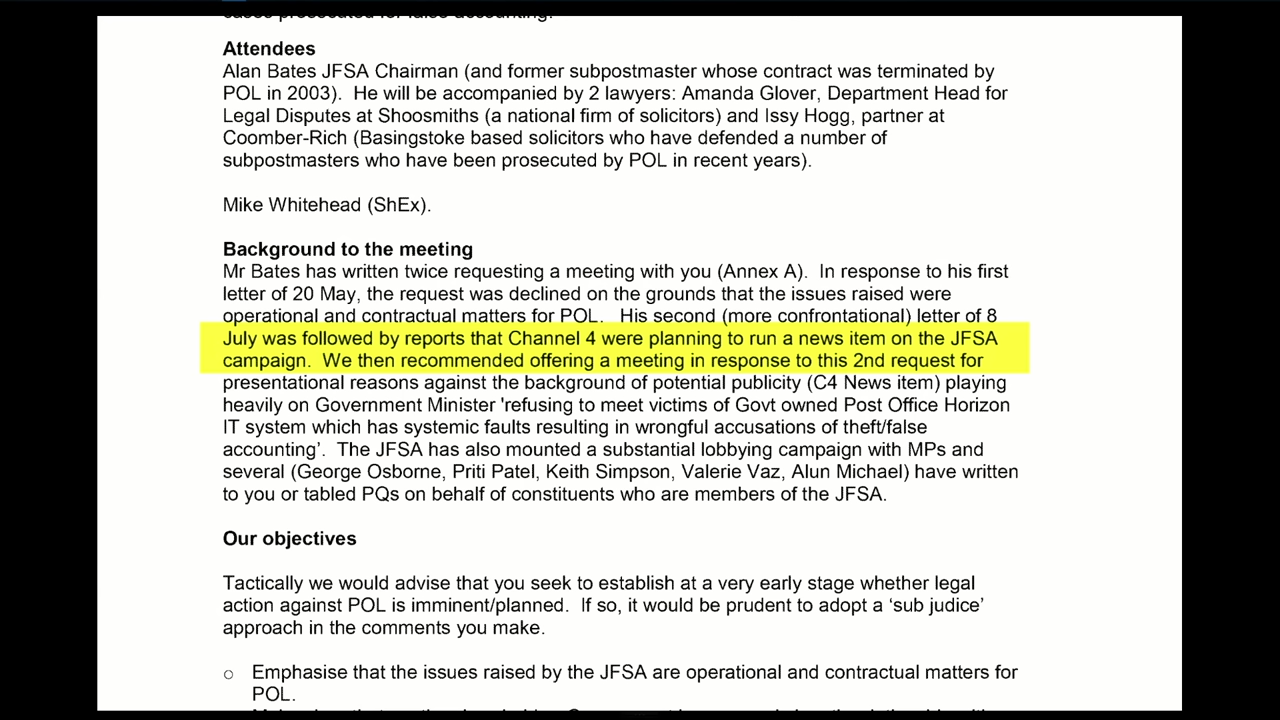 cases prosecuted for false accounting.
Attendees
Alan Bates JFSA Chairman (and former subpostmaster whose contract was terminated by
POL in 2003).  He will be accompanied by 2 lawyers: Amanda Glover, Department Head for
Legal Disputes at Shoosmiths (a national firm of solicitors) and Issy Hogg, partner at
Coomber-Rich (Basingstoke based solicitors who have defended a number of
subpostmasters who have been prosecuted by POL in recent years).
Mike Whitehead (ShEx).
Background to the meeting
Mr Bates has written twice requesting a meeting with you (Annex A).  In response to his first
letter of 20 May, the request was declined on the grounds that the issues raised were
operational and contractual matters for POL.   His second (more confrontational) letter of 8
July was followed by reports that Channel 4 were planning to run a news item on the JFSA
campaign.  We then recommended offering a meeting in response to this 2nd request for
presentational reasons against the background of potential publicity (C4 News item) playing
heavily on Government Minister 'refusing to meet victims of Govt owned Post Office Horizon
IT system which has systemic faults resulting in wrongful accusations of theft/false
accounting’.  The JFSA has also mounted a substantial lobbying campaign with MPs and
several (George Osborne, Priti Patel, Keith Simpson, Valerie Vaz, Alun Michael) have written
to you or tabled PQs on behalf of constituents who are members of the JFSA.
Our objectives
Tactically we would advise that you seek to establish at a very early stage whether legal
action against POL is imminent/planned.  If so, it would be prudent to adopt a ‘sub judice’
approach in the comments you make.
o Emphasise that the issues raised by the JFSA are operational and contractual matters for
POL.